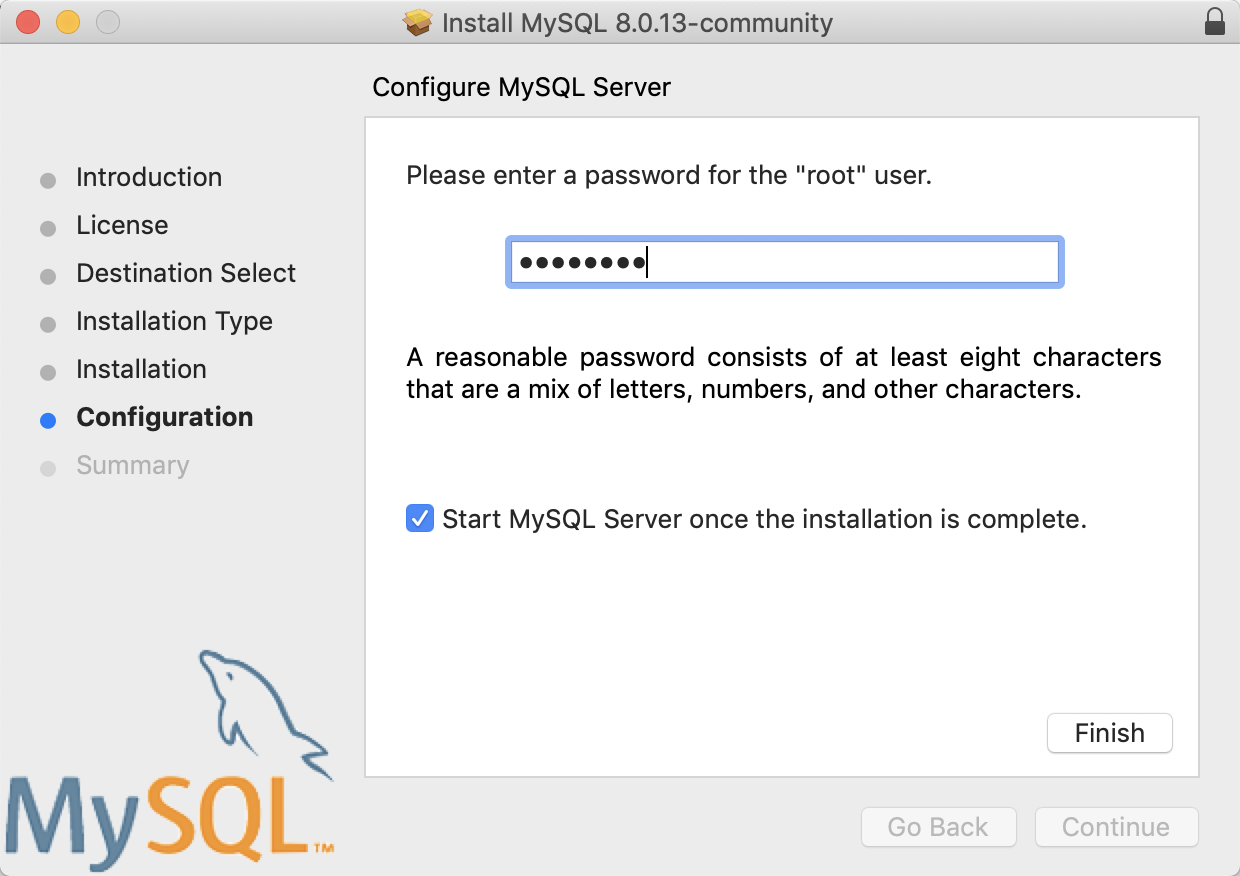 Install MySQL 8.0.13-community
Configure MySQL Server
Introduction
License
Destination Select
Installation Type
Installation
Configuration
Summary
Please enter a password for the "root" user.
••••••••
A reasonable password consists of at least eight characters
that are a mix of letters, numbers, and other characters.
Start MySQL Server once the installation is complete.
Finish
MySQL™
Go Back
Continue